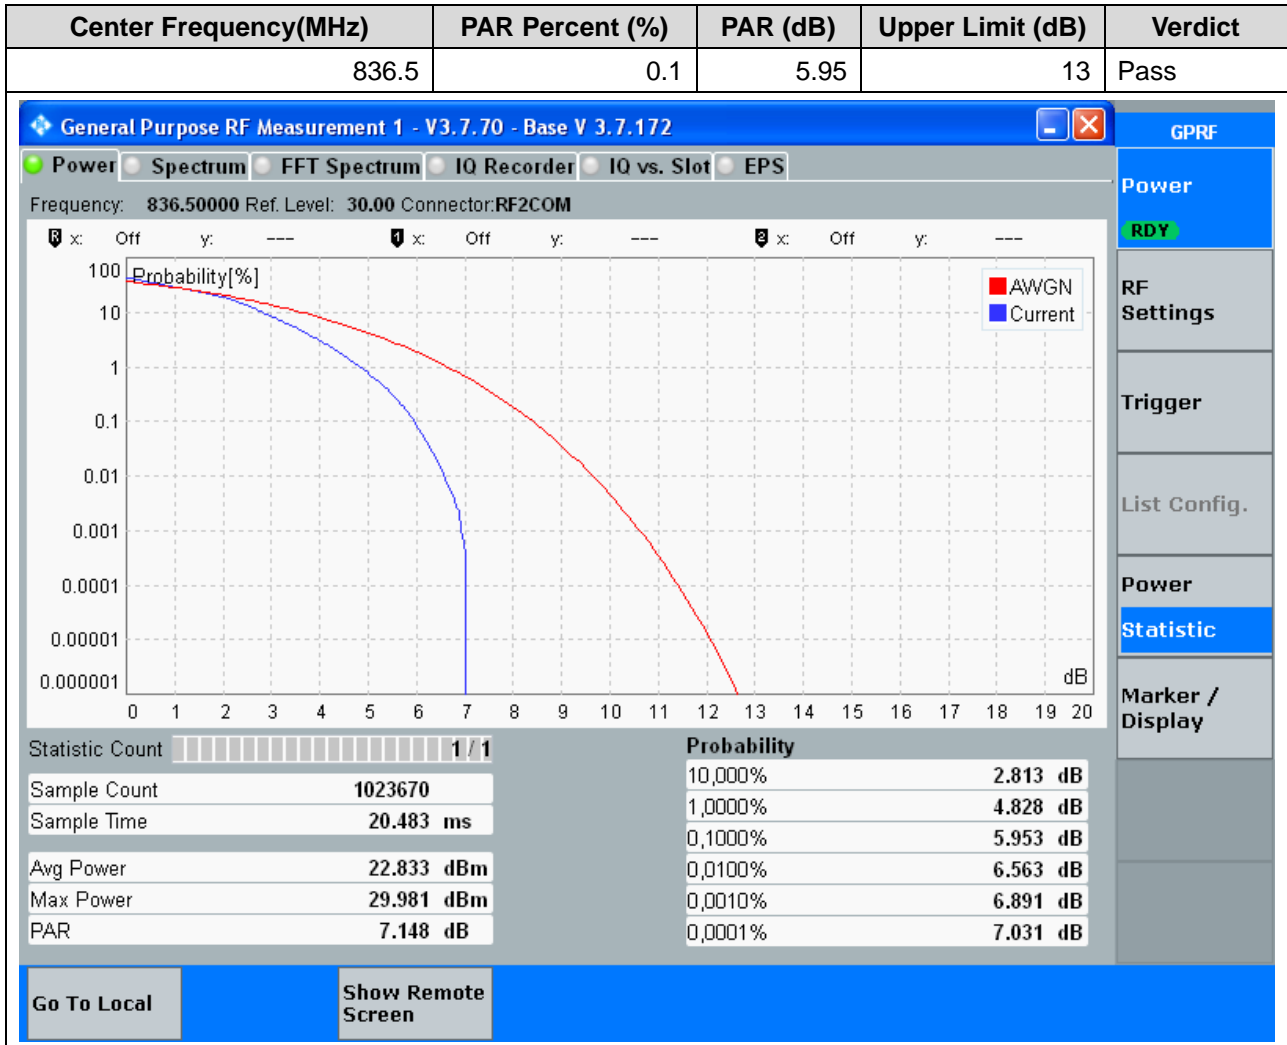 Center Frequency(MHz) PAR Percent (%) PAR (dB) Upper Limit (dB) Verdict
836.5 0.1 5.95 13 Pass
General Purpose RF Measurement 1 - V3.7.70 - Base V 3.7.172
GPRF
Power Spectrum FFT Spectrum IQ Recorder IQ vs. Slot EPS
Frequency: 836.50000 Ref. Level: 30.00 Connector:RF2COM
R x: Off y: --- 1 x: Off y: --- 2 x: Off y: ---
Probability[%]
AWGN
Current
100
10
1
0.1
0.01
0.001
0.0001
0.00001
0.000001
dB
0 1 2 3 4 5 6 7 8 9 10 11 12 13 14 15 16 17 18 19 20
Statistic Count 1 / 1
Sample Count 1023670
Sample Time 20.483 ms
Avg Power 22.833 dBm
Max Power 29.981 dBm
PAR 7.148 dB
Probability
10,000% 2.813 dB
1,0000% 4.828 dB
0,1000% 5.953 dB
0,0100% 6.563 dB
0,0010% 6.891 dB
0,0001% 7.031 dB
Power
RDY
RF
Settings
Trigger
List Config.
Power
Statistic
Marker /
Display
Go To Local
Show Remote
Screen